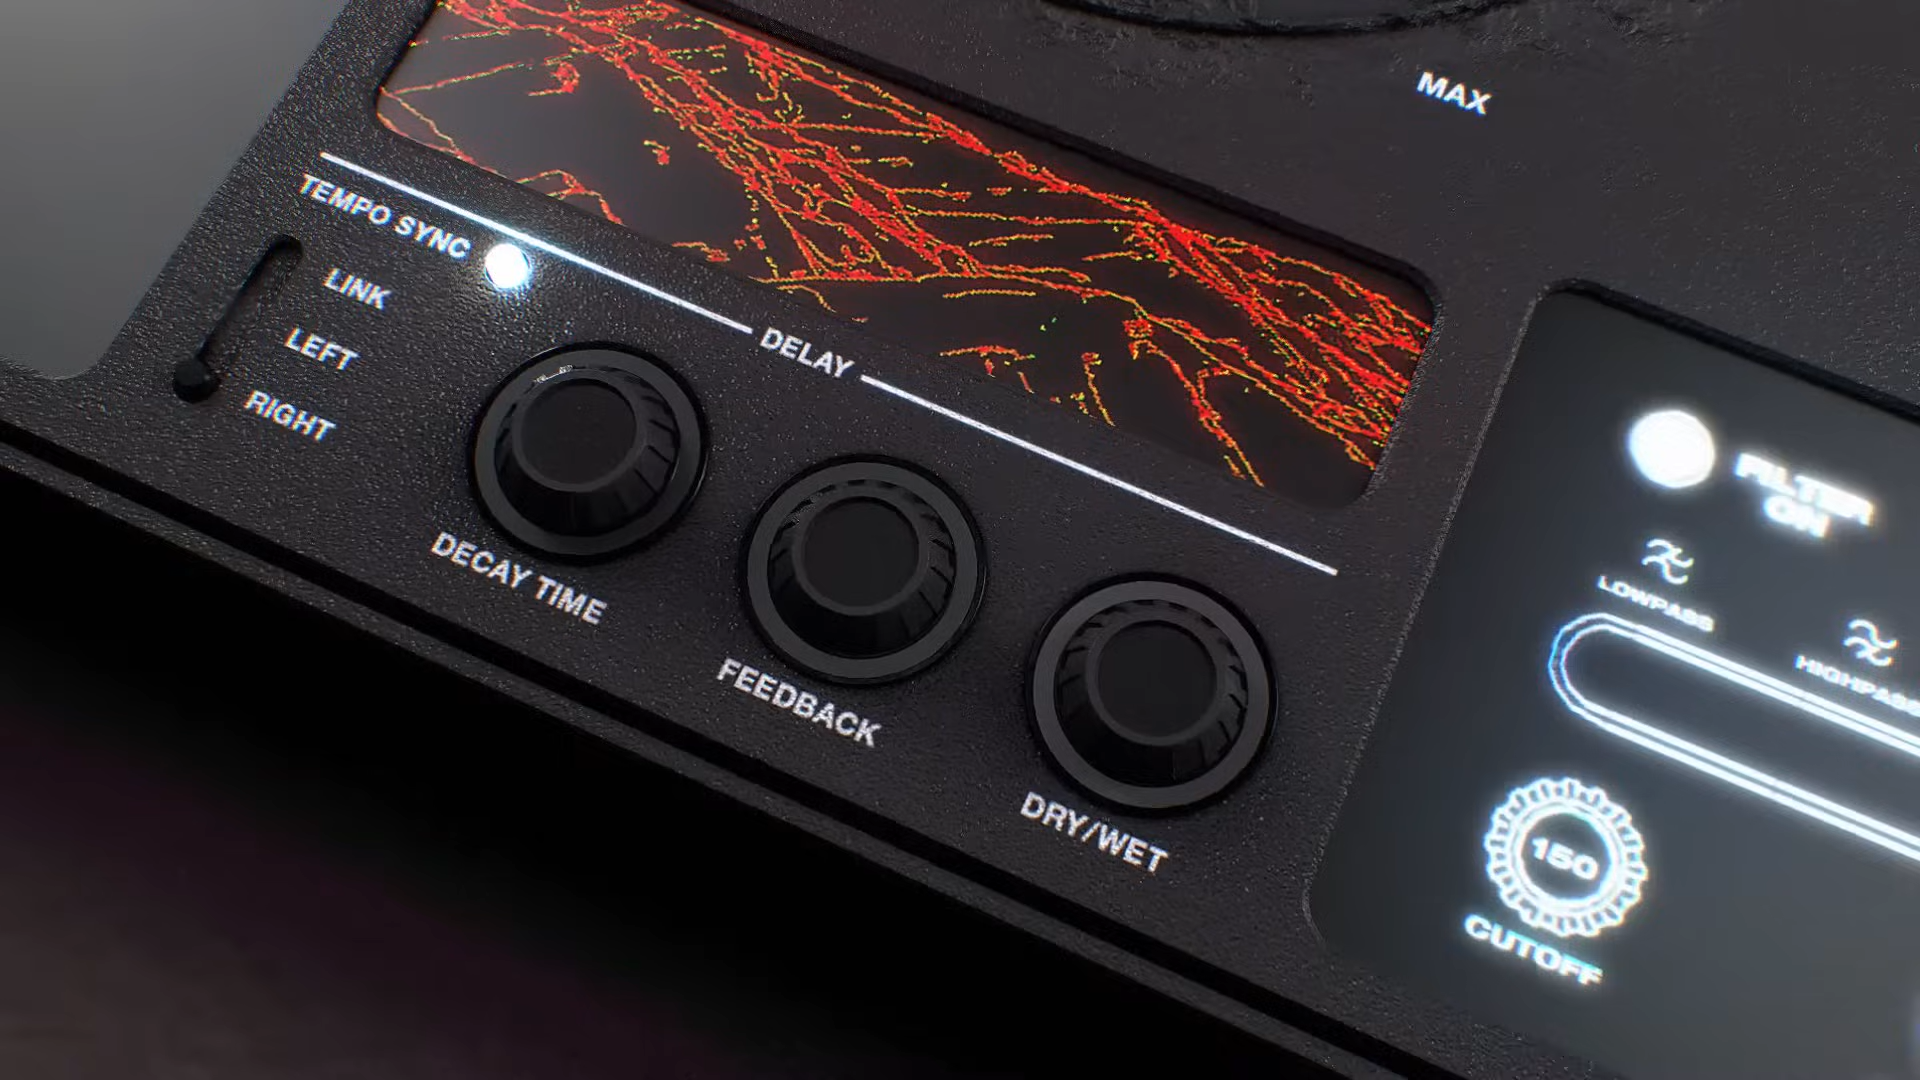 MAX
TEMPO SYNC
LINK
LEFT
RIGHT
DELAY
DECAY TIME
FEEDBACK
DRY/WET
FILTER
ON
LOWPASS
HIGHPASS
150
CUTOFF